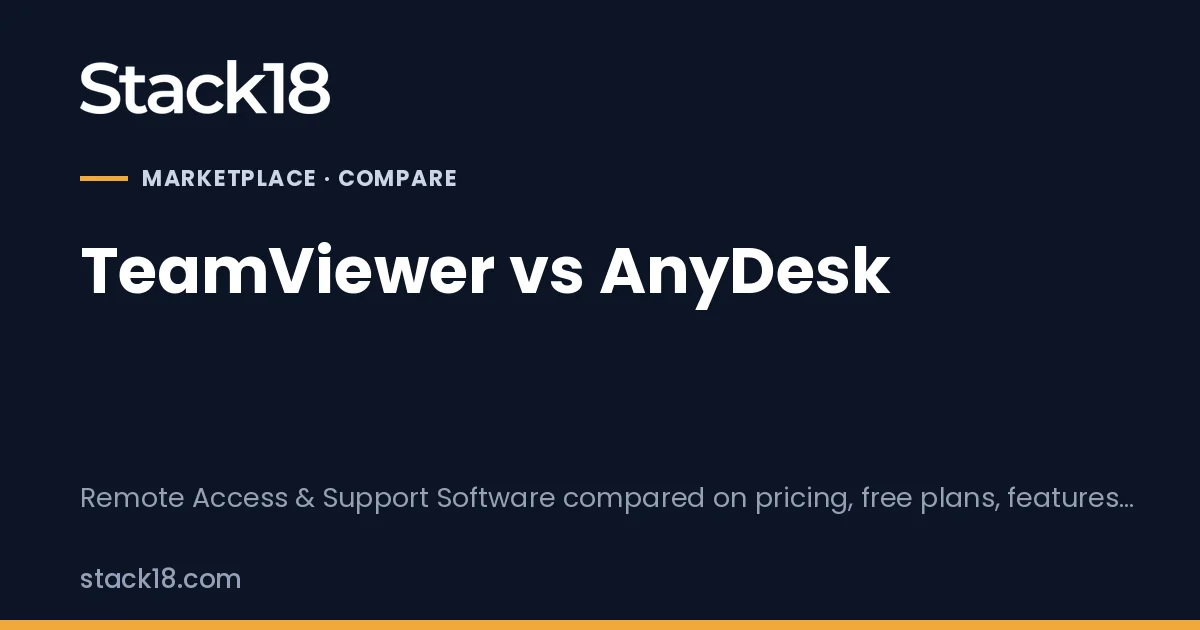 Stack18
MARKETPLACE · COMPARE
TeamViewer vs AnyDesk
Remote Access & Support Software compared on pricing, free plans, features…
stack18.com